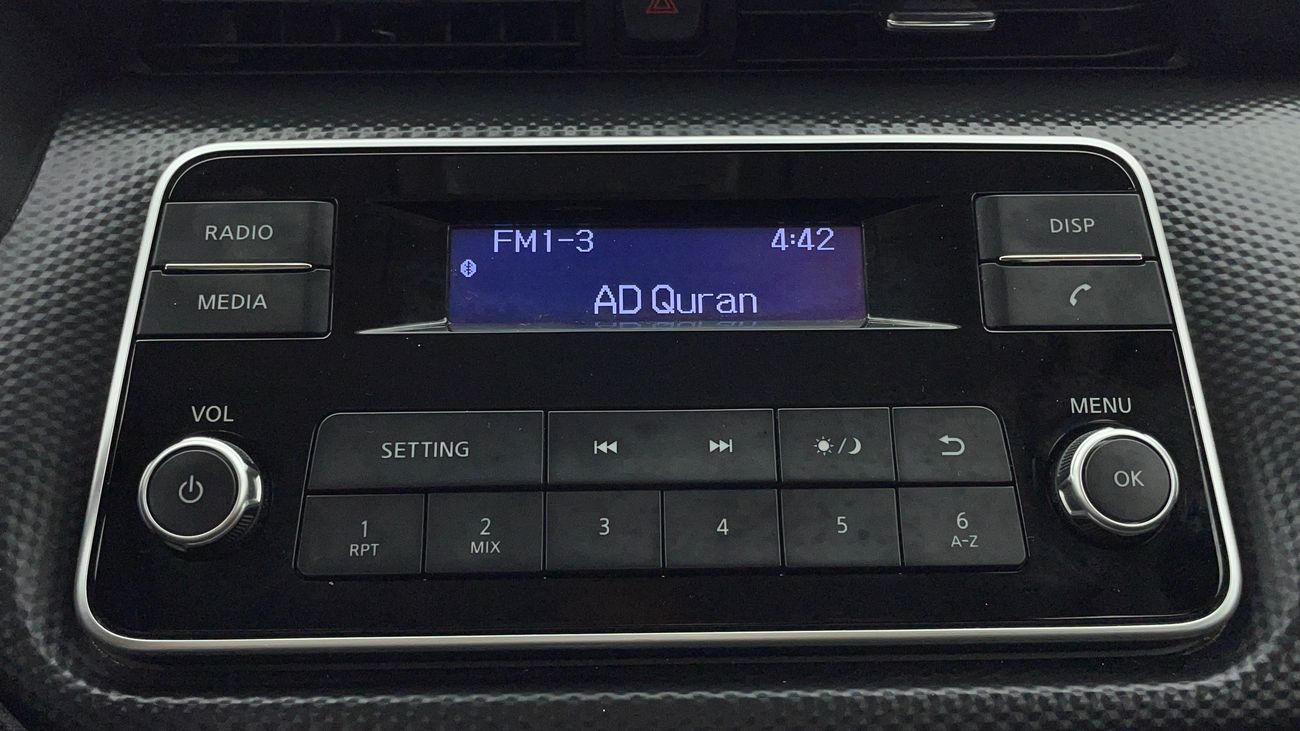 RADIO
MEDIA
FM1-3
4:42
AD Quran
DISP
VOL
MENU
OK
SETTING
1
RPT
2
MIX
3
4
5
6
A-Z